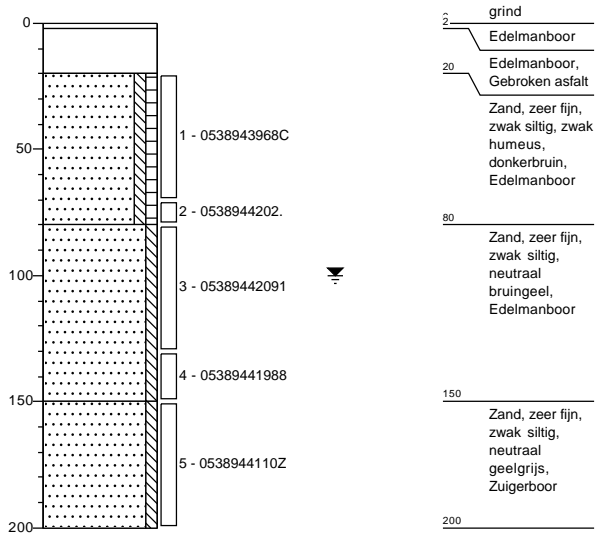 0
50
100
150
200
1 - 0538943968C
2 - 0538944202.
3 - 05389442091
4 - 05389441988
5 - 0538944110Z
grind
2
Edelmanboor
20
Edelmanboor,
Gebroken asfalt
Zand, zeer fijn,
zwak siltig, zwak
humeus,
donkerbruin,
Edelmanboor
80
Zand, zeer fijn,
zwak siltig,
neutraal
bruingeel,
Edelmanboor
150
Zand, zeer fijn,
zwak siltig,
neutraal
geelgrijs,
Zuigerboor
200